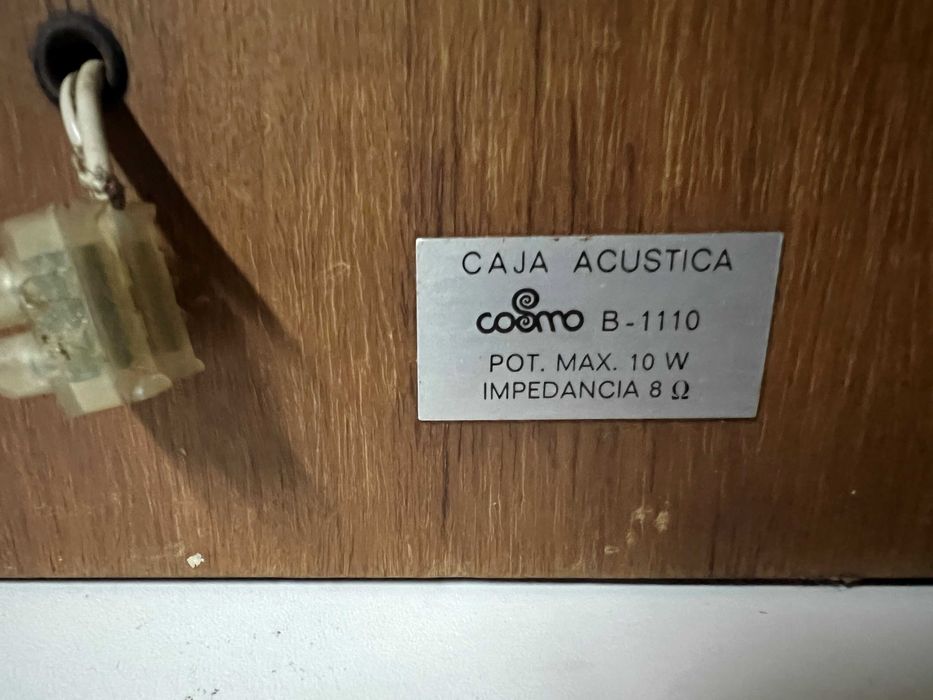 CAJA ACUSTICA
cosmo B-1110
POT. MAX. 10 W
IMPEDANCIA 8 Ω